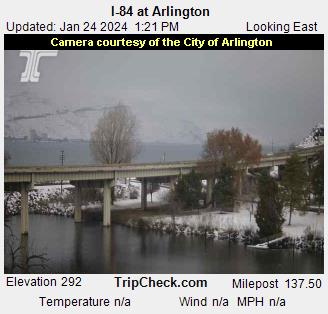 I-84 at Arlington
Updated: Jan 24 2024 1:21 PM Looking East
Camera courtesy of the City of Arlington
Elevation 292 TripCheck.com Milepost 137.50
Temperature n/a Wind n/a MPH n/a